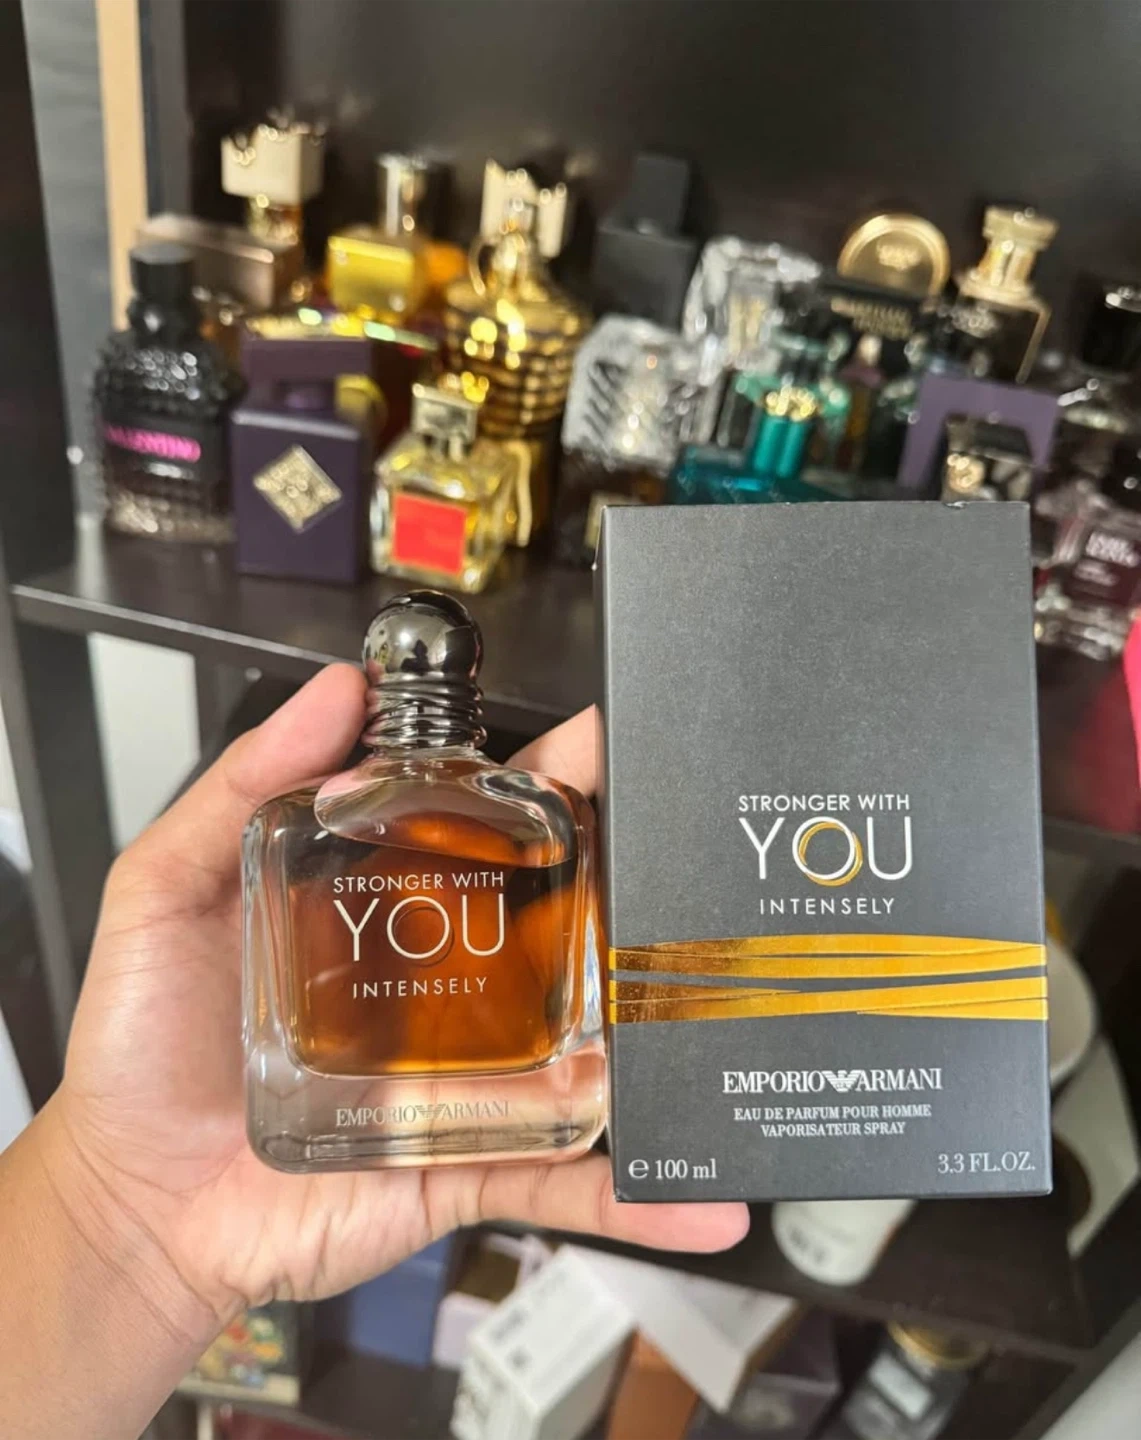 VALENTINO
STRONGER WITH
YOU
INTENSELY
EMPORIO ARMANI
STRONGER WITH
YOU
INTENSELY
EMPORIO ARMANI
EAU DE PARFUM POUR HOMME
VAPORISATEUR SPRAY
e 100 ml
3.3 FL.OZ.